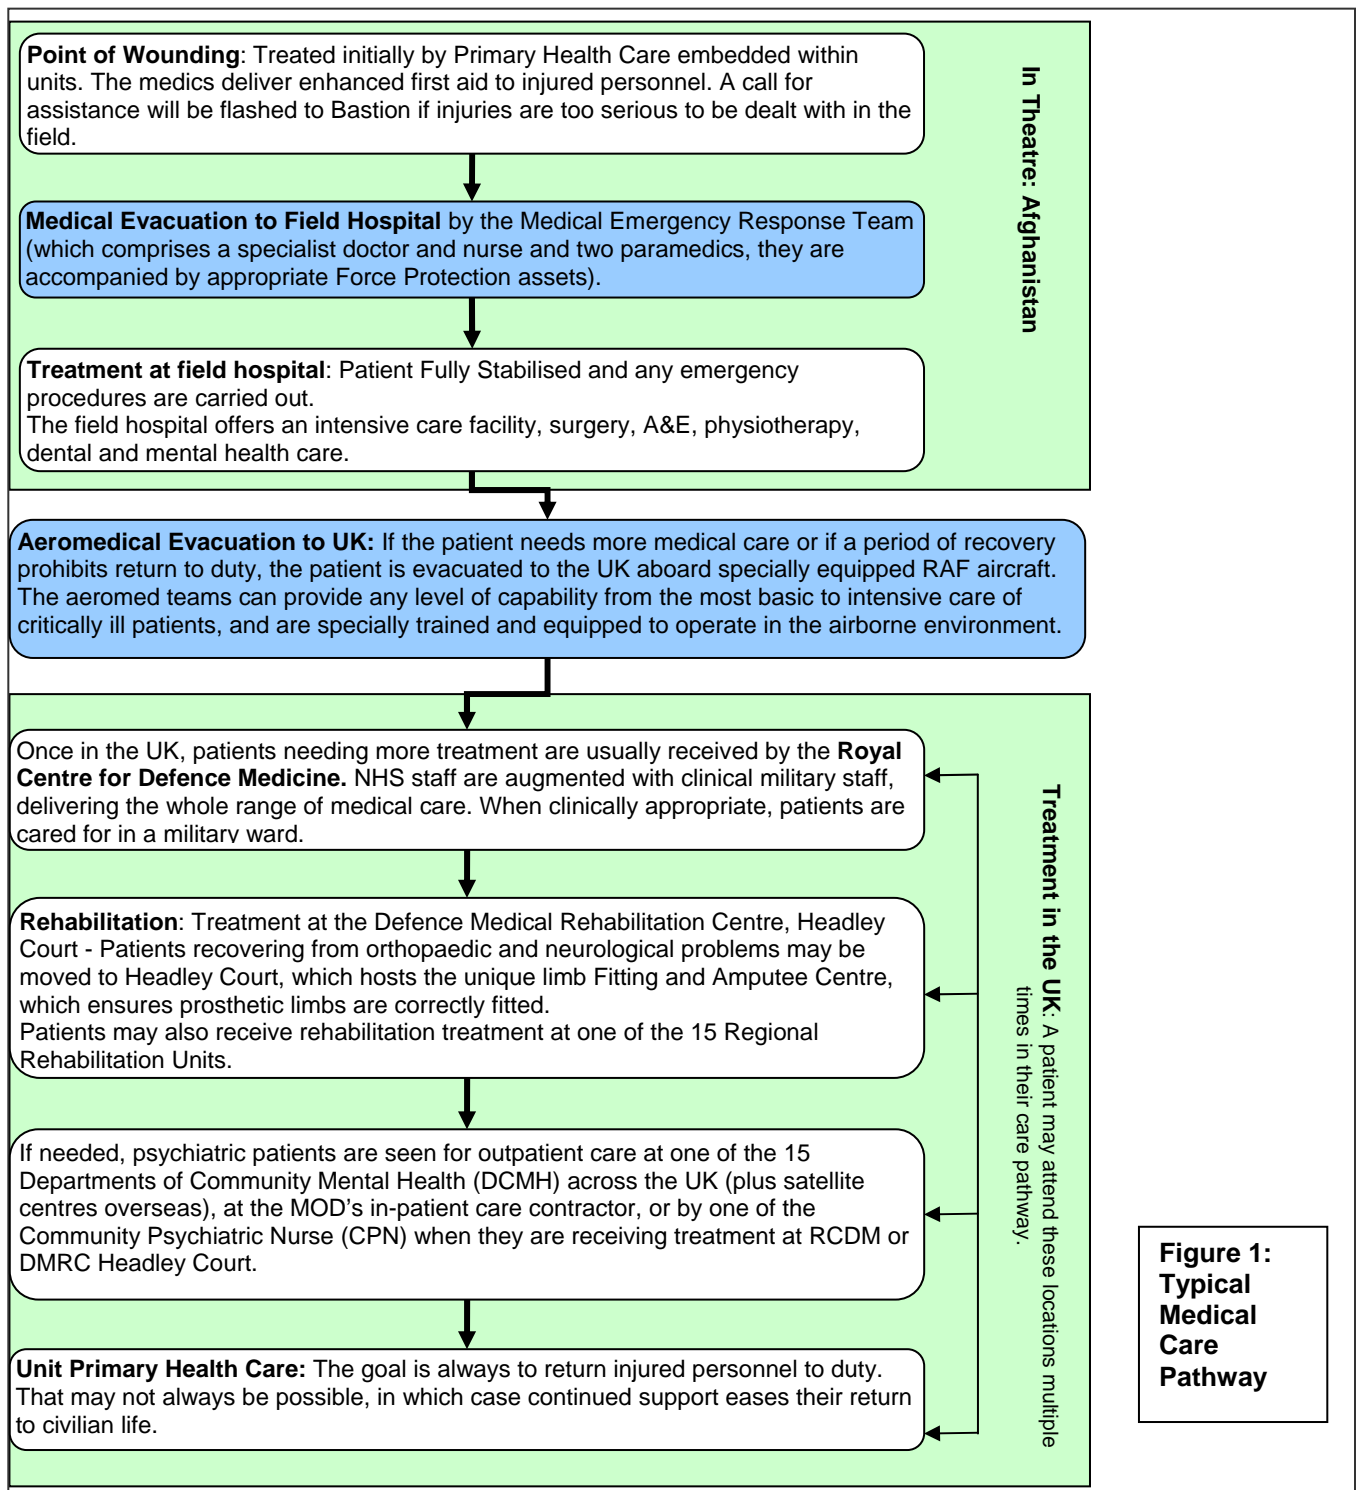 Point of Wounding: Treated initially by Primary Health Care embedded within
units. The medics deliver enhanced first aid to injured personnel. A call for
assistance will be flashed to Bastion if injuries are too serious to be dealt with in the
field.
In Theatre: Afghanistan
Medical Evacuation to Field Hospital by the Medical Emergency Response Team
(which comprises a specialist doctor and nurse and two paramedics, they are
accompanied by appropriate Force Protection assets).
Treatment at field hospital: Patient Fully Stabilised and any emergency
procedures are carried out.
The field hospital offers an intensive care facility, surgery, A&E, physiotherapy,
dental and mental health care.
Aeromedical Evacuation to UK: If the patient needs more medical care or if a period of recovery
prohibits return to duty, the patient is evacuated to the UK aboard specially equipped RAF aircraft.
The aeromed teams can provide any level of capability from the most basic to intensive care of
critically ill patients, and are specially trained and equipped to operate in the airborne environment.
Once in the UK, patients needing more treatment are usually received by the Royal
Centre for Defence Medicine. NHS staff are augmented with clinical military staff,
delivering the whole range of medical care. When clinically appropriate, patients are
cared for in a military ward.
Treatment in the UK: A patient may attend these locations multiple
times in their care pathway.
Rehabilitation: Treatment at the Defence Medical Rehabilitation Centre, Headley
Court - Patients recovering from orthopaedic and neurological problems may be
moved to Headley Court, which hosts the unique limb Fitting and Amputee Centre,
which ensures prosthetic limbs are correctly fitted.
Patients may also receive rehabilitation treatment at one of the 15 Regional
Rehabilitation Units.
If needed, psychiatric patients are seen for outpatient care at one of the 15
Departments of Community Mental Health (DCMH) across the UK (plus satellite
centres overseas), at the MOD's in-patient care contractor, or by one of the
Community Psychiatric Nurse (CPN) when they are receiving treatment at RCDM or
DMRC Headley Court.
Unit Primary Health Care: The goal is always to return injured personnel to duty.
That may not always be possible, in which case continued support eases their return
to civilian life.
Figure 1:
Typical
Medical
Care
Pathway